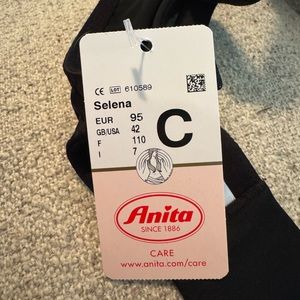 CE LOT 610589
Selena
EUR 95
GB/USA 42
F 110
I 7
C
Anita
SINCE 1886
CARE
www.anita.com/care